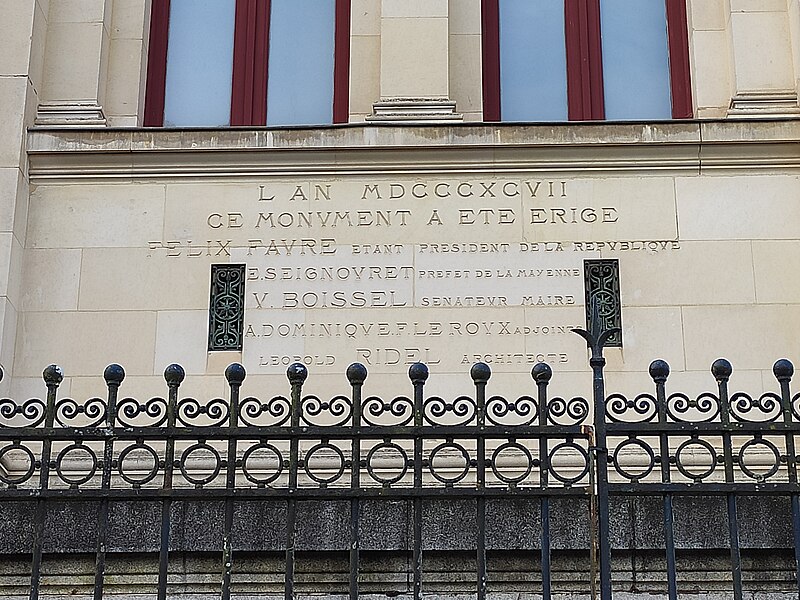 L AN MDCCCXCVII
CE MONVMENT A ETE ERIGE
FELIX FAVRE ETANT PRESIDENT DE LA REPVBLIQVE
E. SEIGNOVRET PREFET DE LA MAYENNE
V. BOISSEL SENATEVR MAIRE
A. DOMINIQVE. F. LE ROVX ADJOINTS
LEOPOLD RIDEL ARCHITECTE